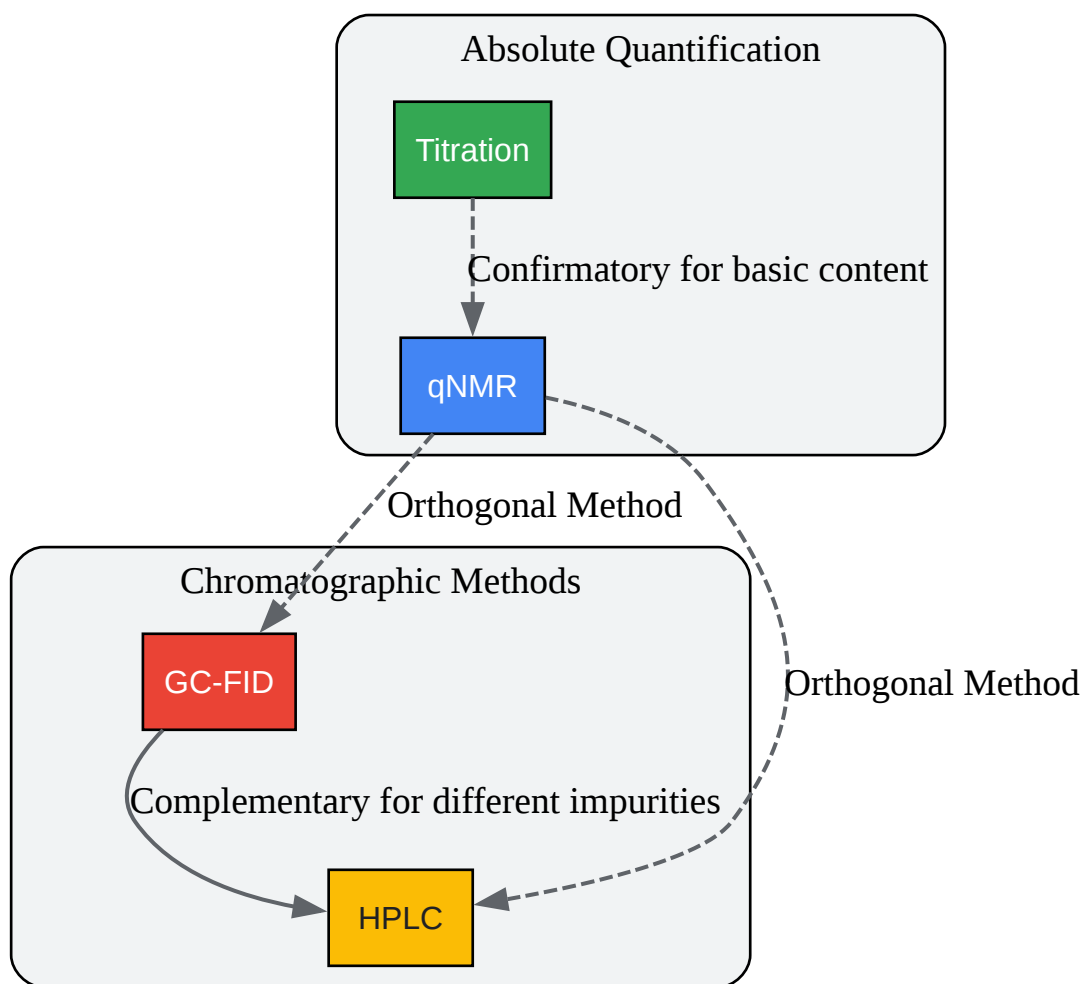 Absolute Quantification
Titration
Confirmatory for basic content
qNMR
Orthogonal Method
Chromatographic Methods
GC-FID
Orthogonal Method
Complementary for different impurities
HPLC